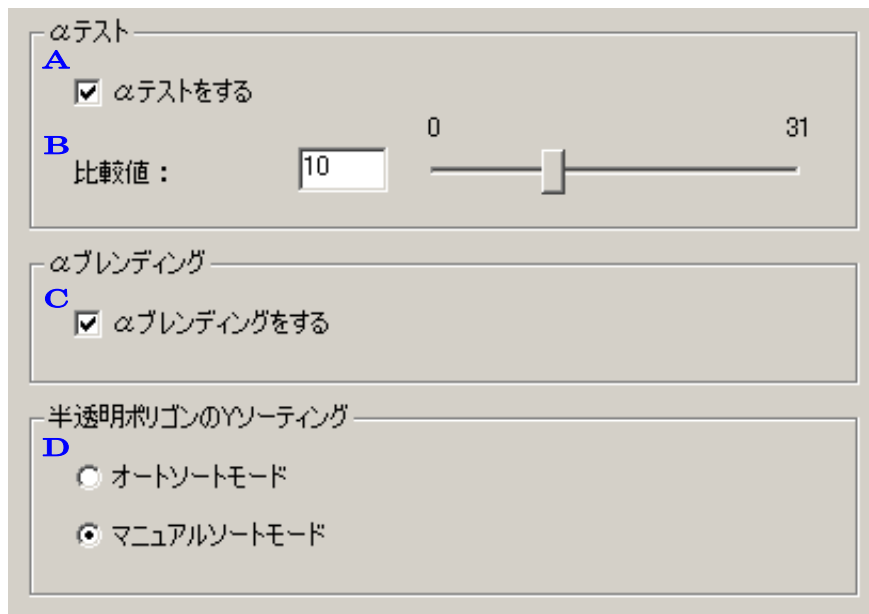 αテスト
A
αテストをする
0 31
B
比較値： 10
αブレンディング
C
αブレンディングをする
半透明ポリゴンのYソーティング
D
オートソートモード
マニュアルソートモード